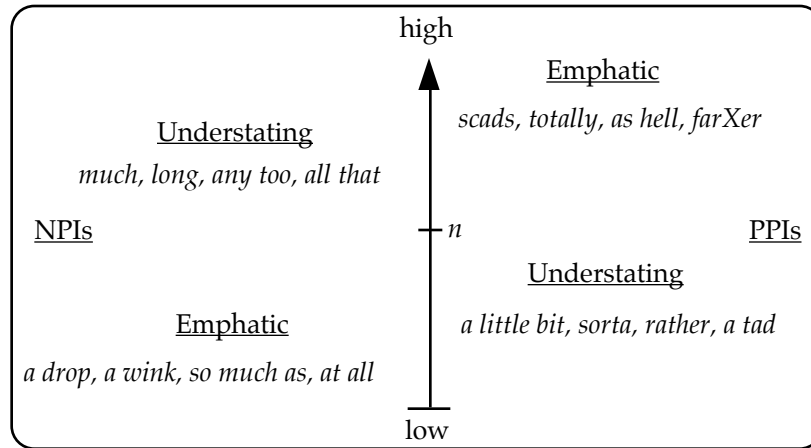 high
Emphatic
scads, totally, as hell, farXer
Understating
much, long, any too, all that
NPIs
n
PPIs
Understating
a little bit, sorta, rather, a tad
Emphatic
a drop, a wink, so much as, at all
low